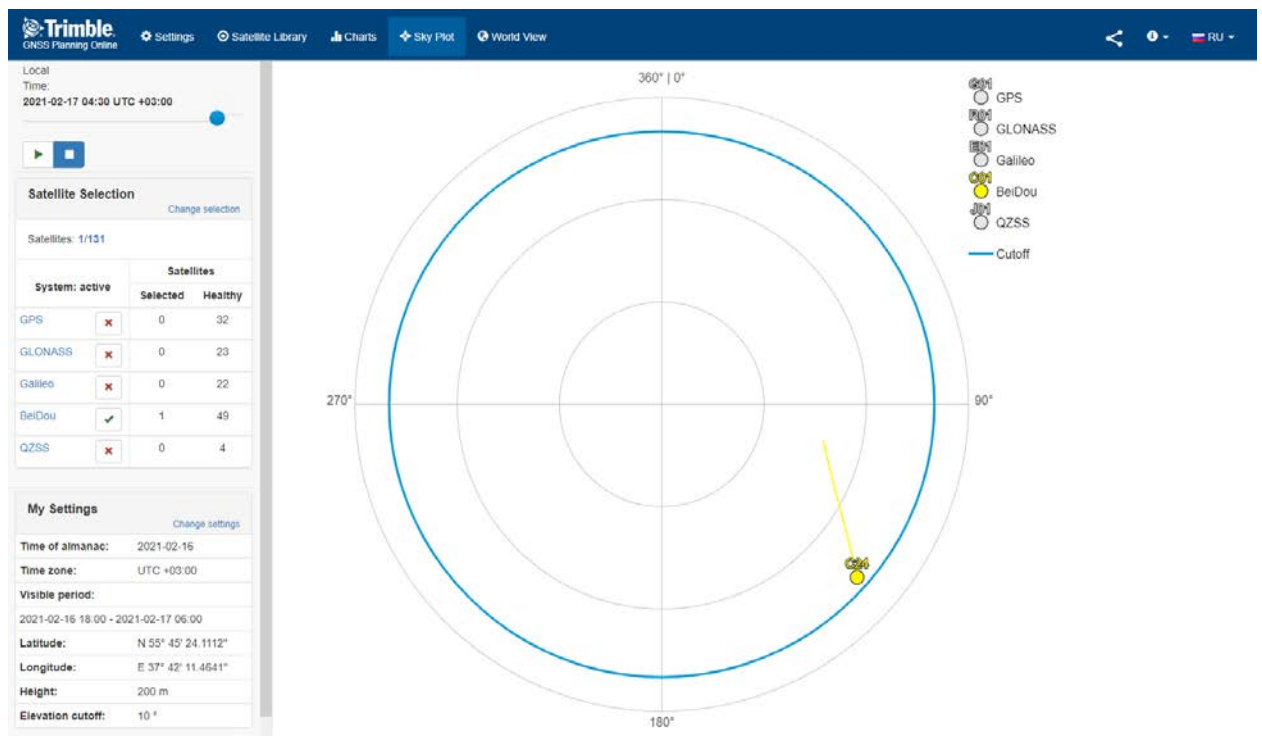 Trimble.
GNSS Planning Online
Settings
Satellite Library
Charts
Sky Plot
World View
RU
Local
Time:
2021-02-17 04:30 UTC +03:00
Satellite Selection
Change selection
Satellites: 1/131
System: active
Satellites
Selected Healthy
GPS 0 32
GLONASS 0 23
Galileo 0 22
BeiDou 1 49
QZSS 0 4
My Settings
Change settings
Time of almanac: 2021-02-16
Time zone: UTC +03:00
Visible period:
2021-02-16 18:00 - 2021-02-17 06:00
Latitude: N 55° 45' 24.1112"
Longitude: E 37° 42' 11.4641"
Height: 200 m
Elevation cutoff: 10 °
360° | 0°
270°
90°
180°
C24
G01
GPS
R01
GLONASS
E01
Galileo
C01
BeiDou
J01
QZSS
Cutoff